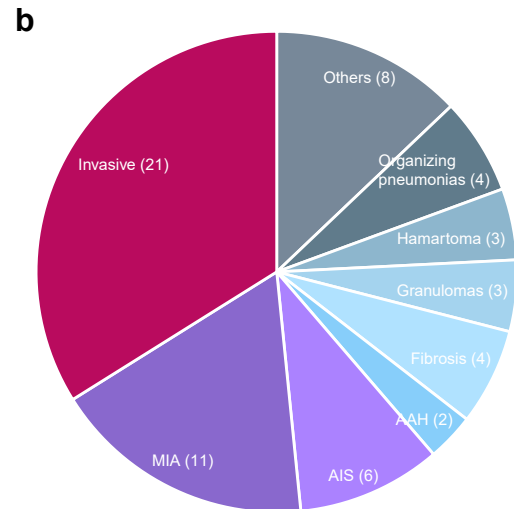 b
Others (8)
Organizing
pneumonias (4)
Hamartoma (3)
Granulomas (3)
Fibrosis (4)
AAH (2)
AIS (6)
MIA (11)
Invasive (21)